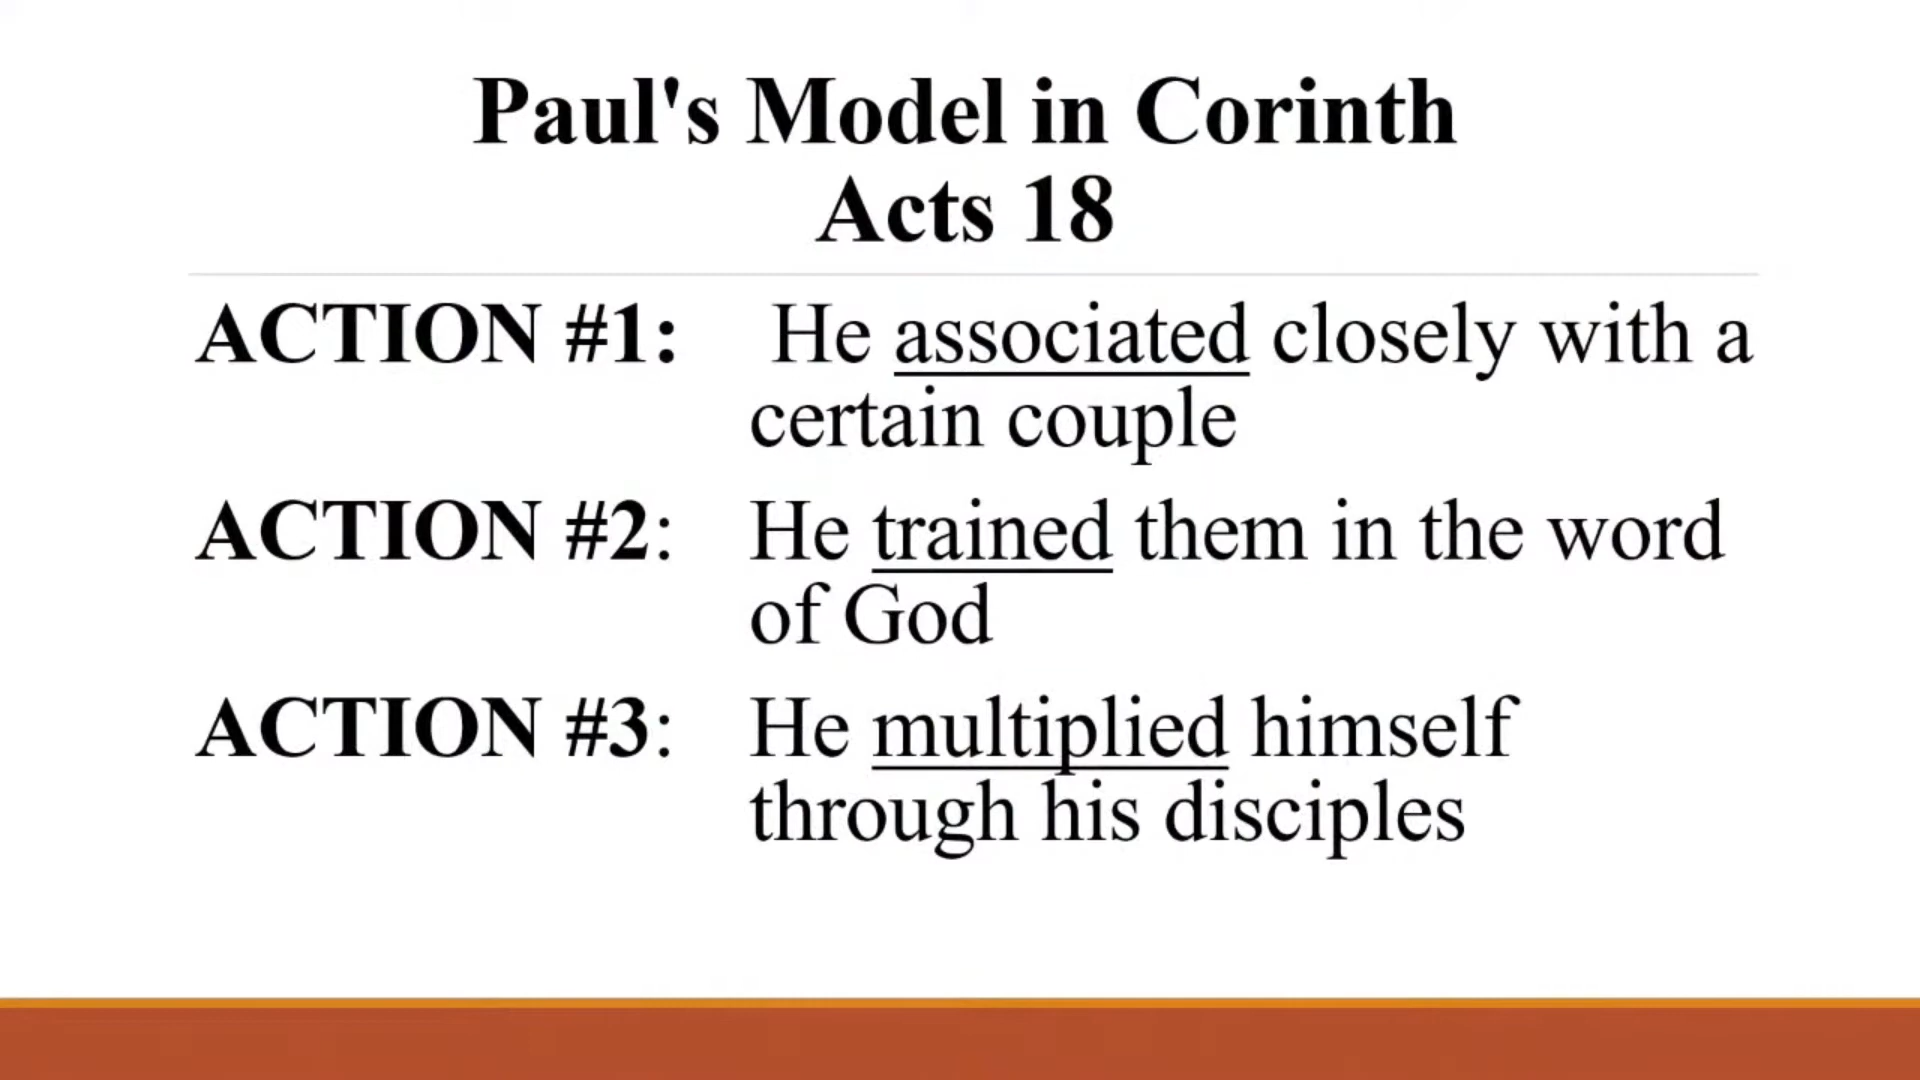 Paul's Model in Corinth
Acts 18
ACTION #1: He associated closely with a
certain couple
ACTION #2: He trained them in the word
of God
ACTION #3: He multiplied himself
through his disciples